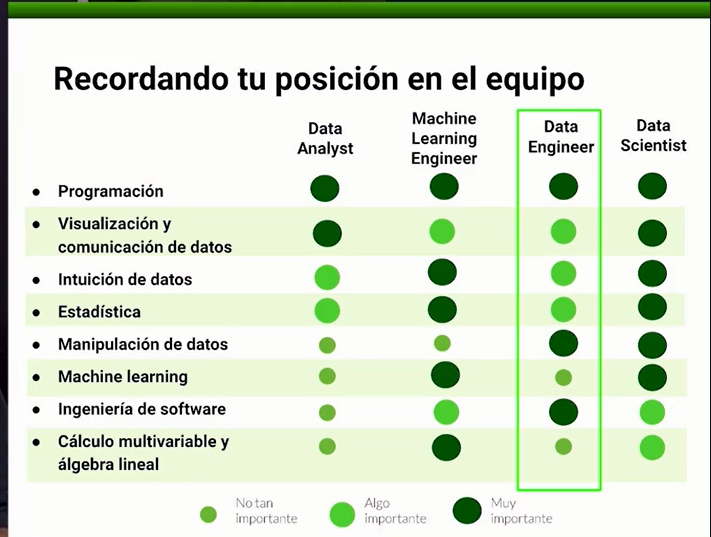 Recordando tu posición en el equipo
Data
Analyst
Machine
Learning
Engineer
Data
Engineer
Data
Scientist
Programación
Visualización y
comunicación de datos
Intuición de datos
Estadística
Manipulación de datos
Machine learning
Ingeniería de software
Cálculo multivariable y
álgebra lineal
No tan
importante
Algo
importante
Muy
importante